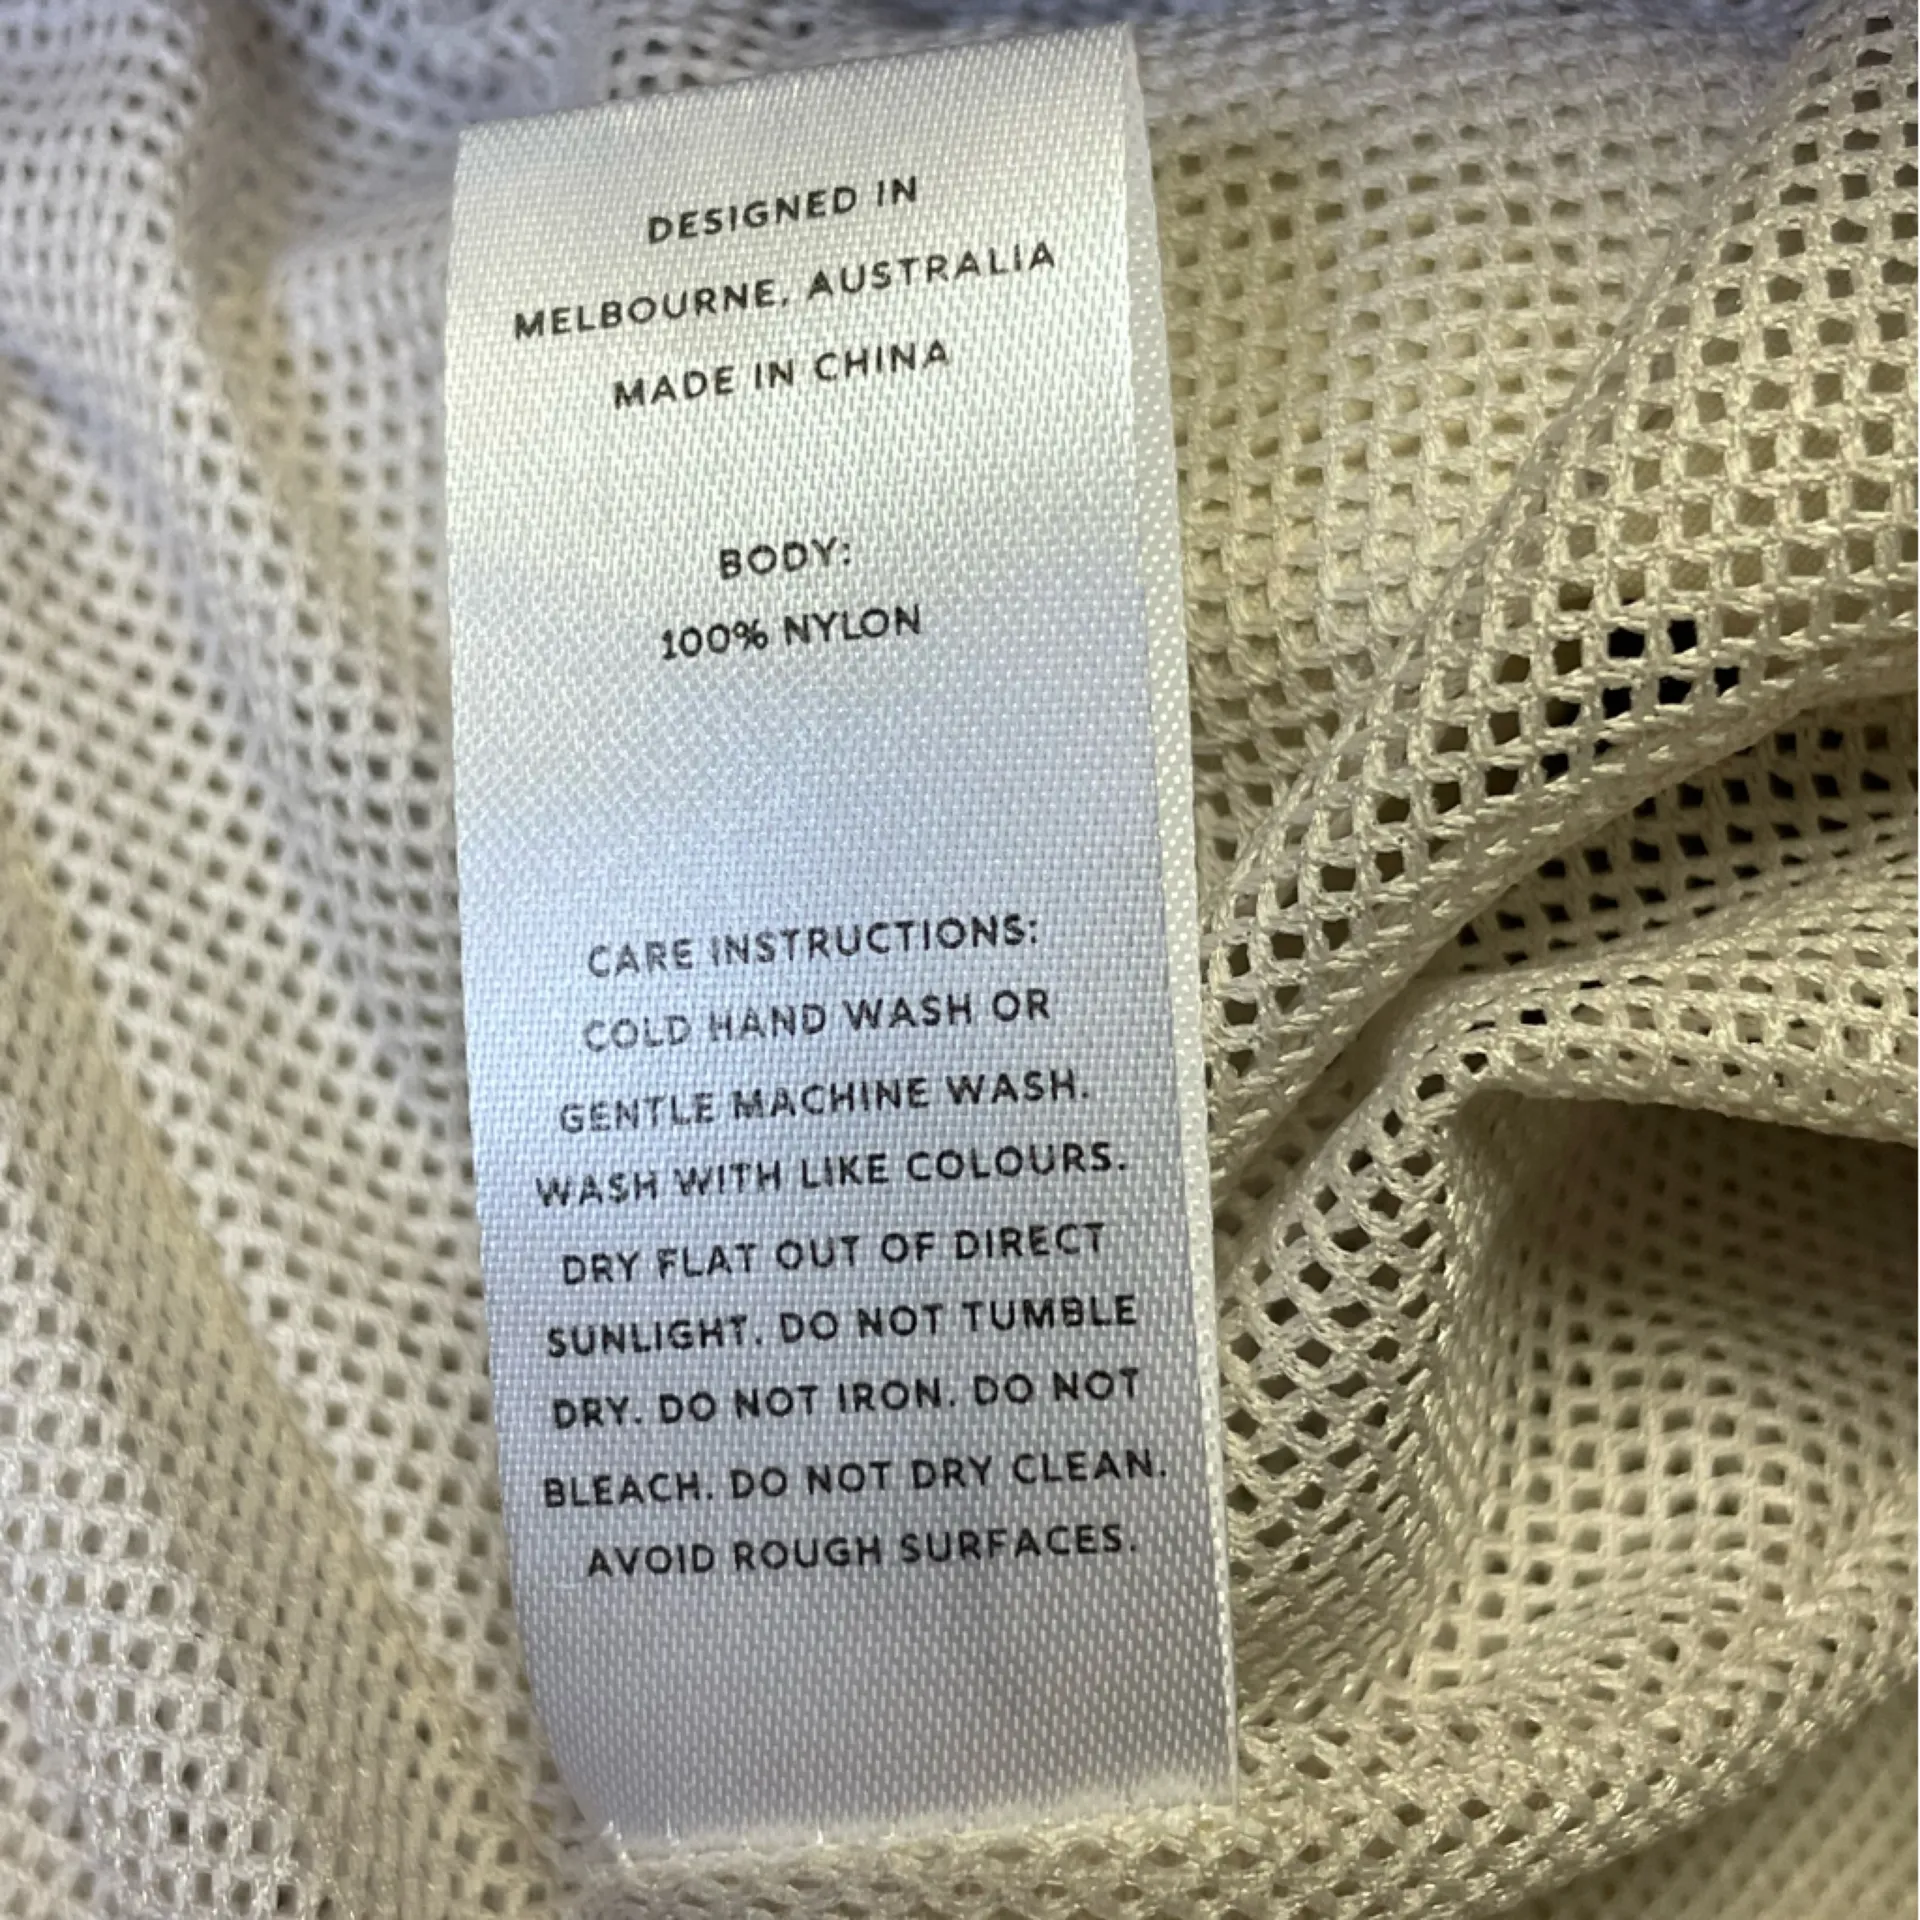 DESIGNED IN
MELBOURNE, AUSTRALIA
MADE IN CHINA
BODY:
100% NYLON
CARE INSTRUCTIONS:
COLD HAND WASH OR
GENTLE MACHINE WASH.
WASH WITH LIKE COLOURS.
DRY FLAT OUT OF DIRECT
SUNLIGHT. DO NOT TUMBLE
DRY. DO NOT IRON. DO NOT
BLEACH. DO NOT DRY CLEAN.
AVOID ROUGH SURFACES.